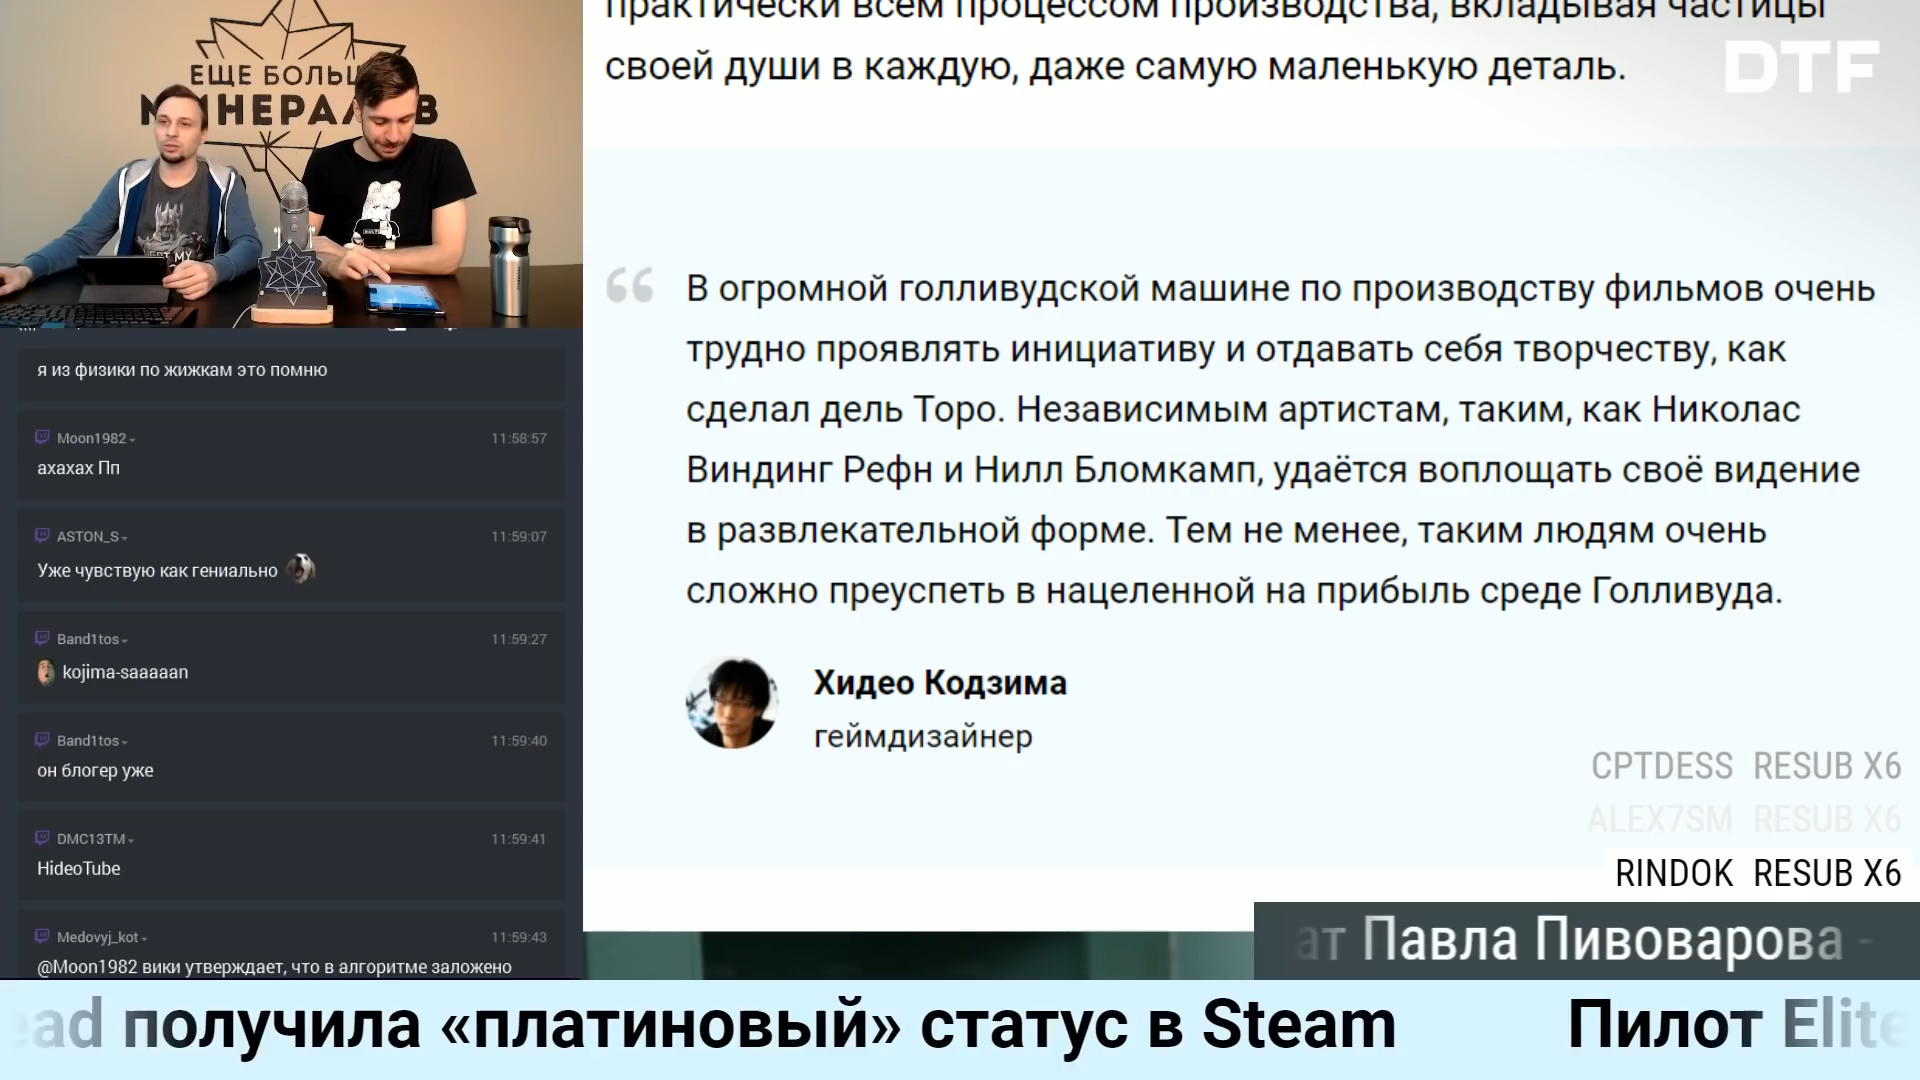 ЕЩЕ БОЛЬ
М НЕРА В
практически всем процессом производства, вкладывая частицы
своей души в каждую, даже самую маленькую деталь.
DTF
В огромной голливудской машине по производству фильмов очень
трудно проявлять инициативу и отдавать себя творчеству, как
сделал дель Торо. Независимым артистам, таким, как Николас
Виндинг Рефн и Нилл Бломкамп, удаётся воплощать своё видение
в развлекательной форме. Тем не менее, таким людям очень
сложно преуспеть в нацеленной на прибыль среде Голливуда.
Хидео Кодзима
геймдизайнер
я из физики по жижкам это помню
Moon1982 11:58:57
ахахах Пп
ASTON_S 11:59:07
Уже чувствую как гениально
Band1tos 11:59:27
kojima-saaaaan
Band1tos 11:59:40
он блогер уже
DMC13TM 11:59:41
HideoTube
Medovyj_kot 11:59:43
@Moon1982 вики утверждает, что в алгоритме заложено
CPTDESS RESUB X6
ALEX7SM RESUB X6
RINDOK RESUB X6
ат Павла Пивоварова -
ead получила «платиновый» статус в Steam Пилот Elite